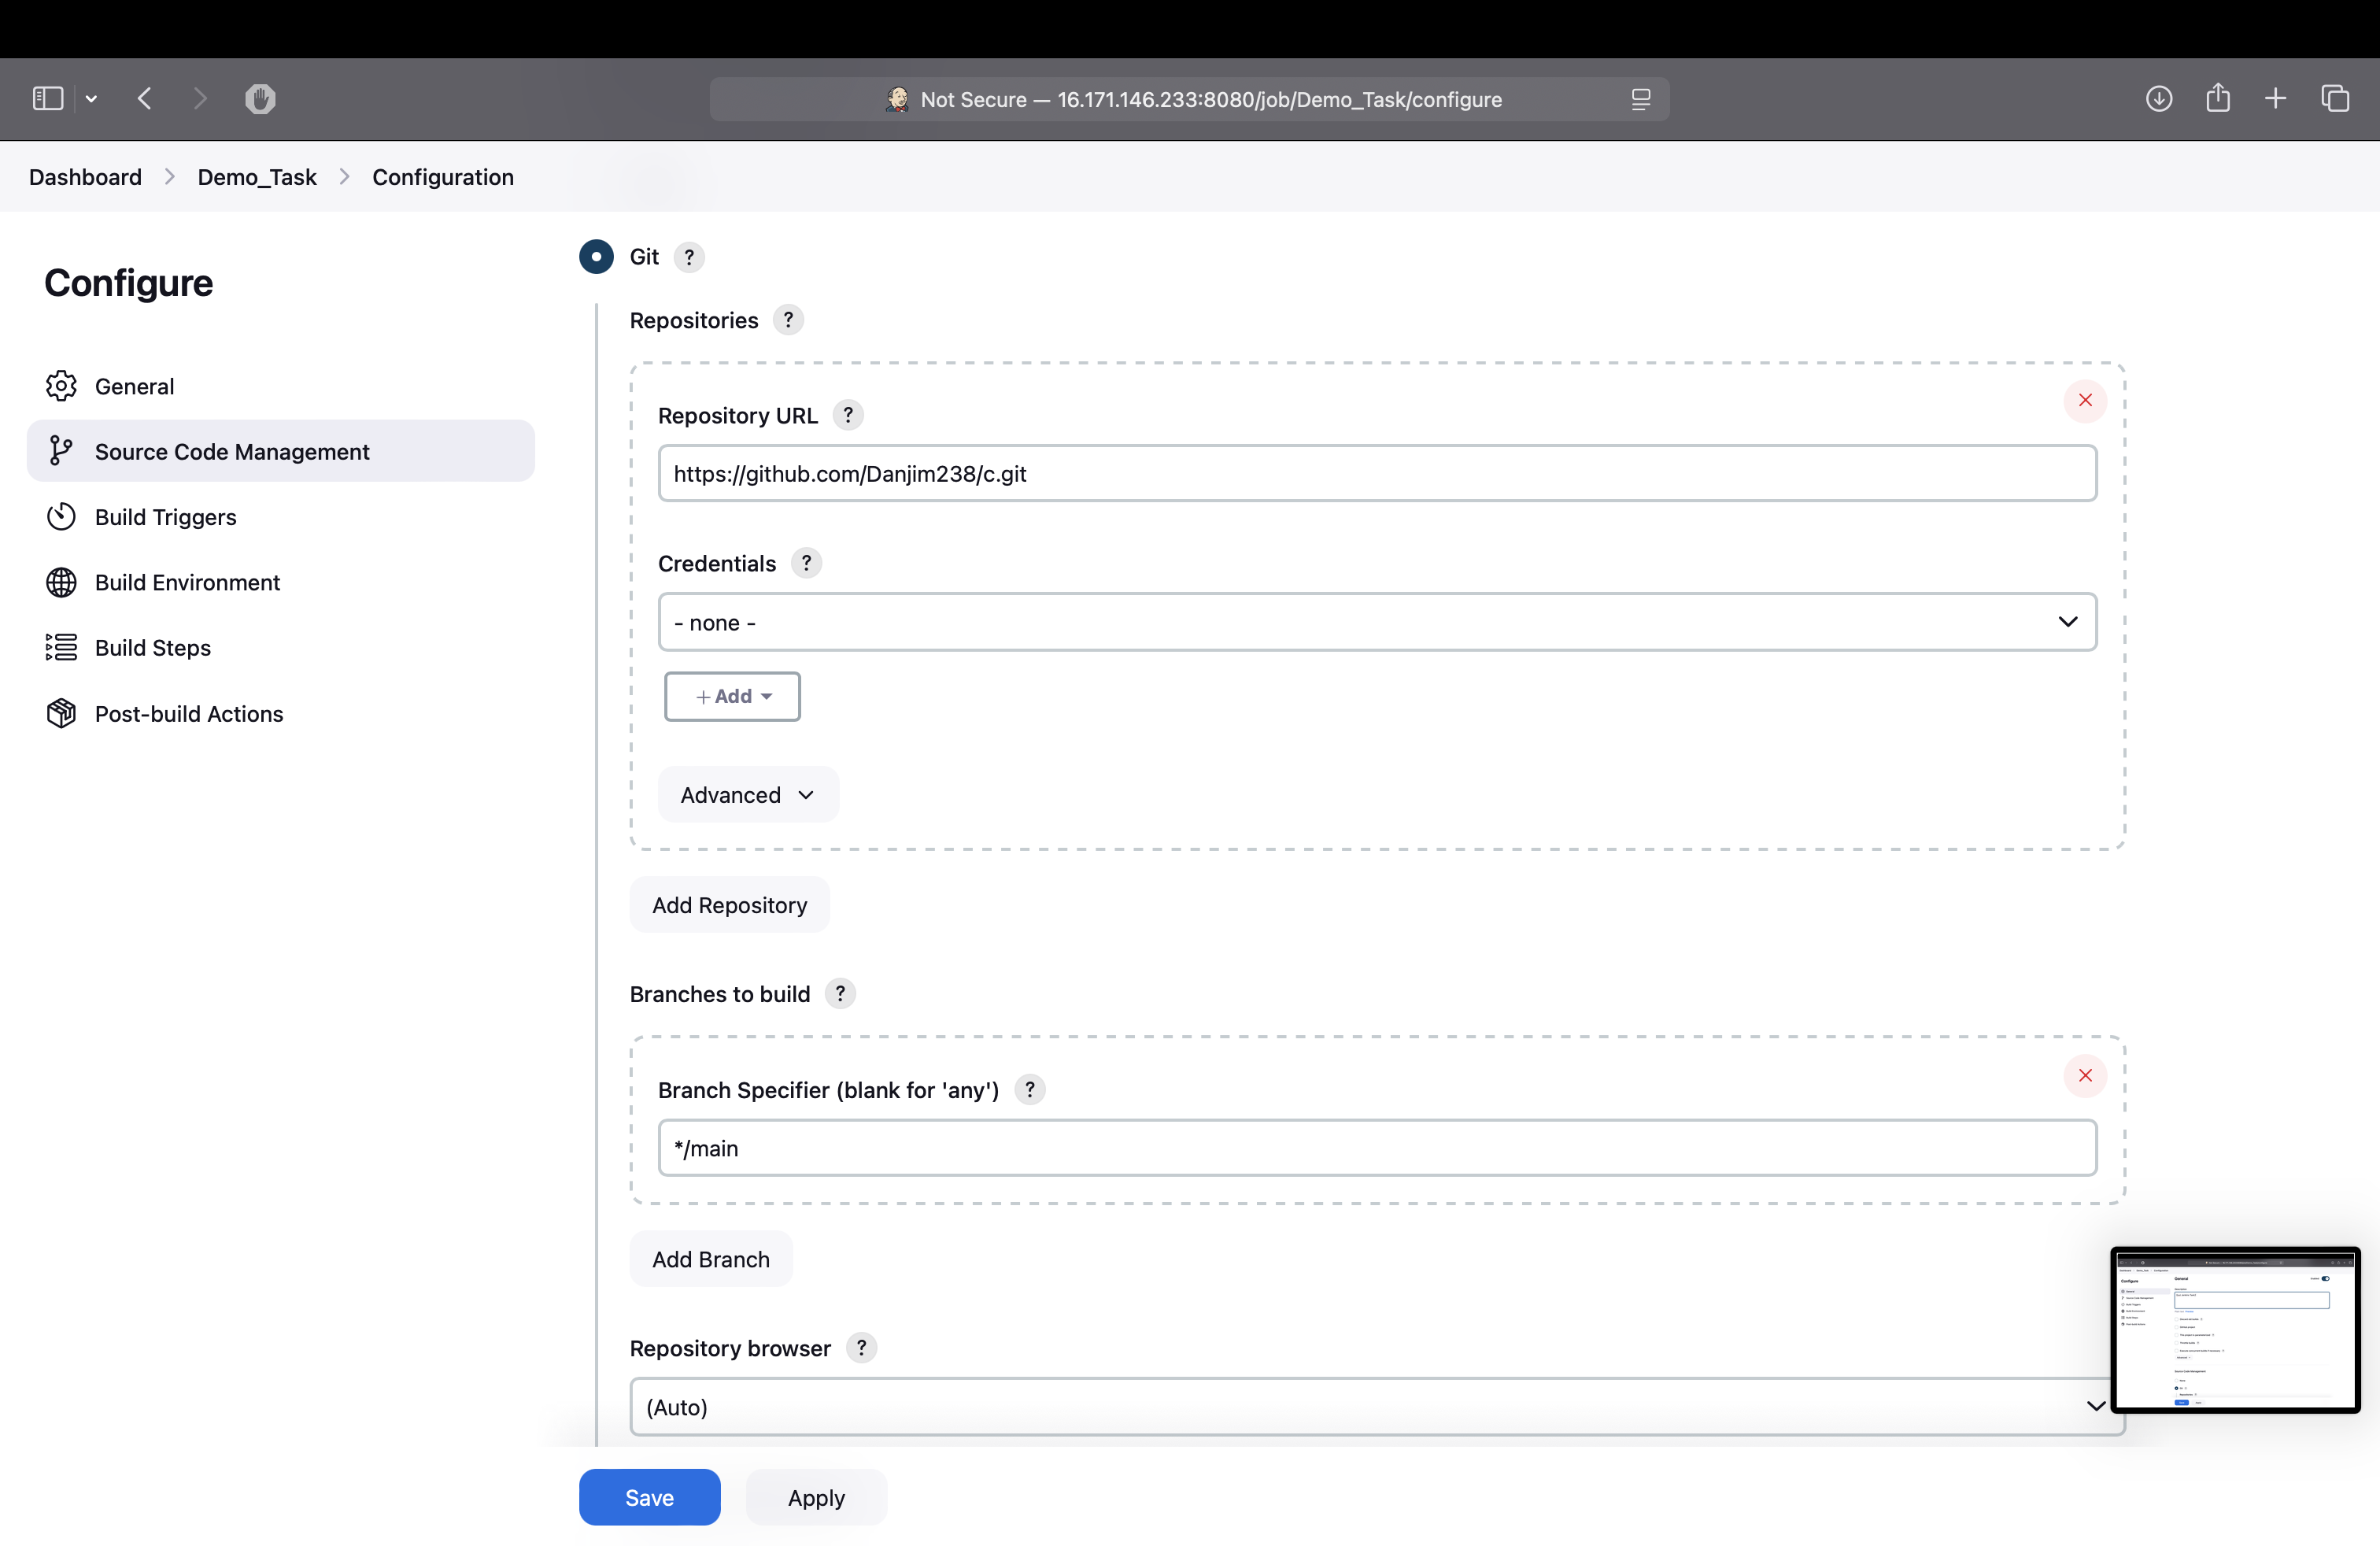 Not Secure — 16.171.146.233:8080/job/Demo_Task/configure
Dashboard > Demo_Task > Configuration
Configure
General
Source Code Management
Build Triggers
Build Environment
Build Steps
Post-build Actions
Git ?
Repositories ?
Repository URL ?
https://github.com/Danjim238/c.git
Credentials ?
- none -
+ Add
Advanced
Add Repository
Branches to build ?
Branch Specifier (blank for 'any') ?
*/main
Add Branch
Repository browser ?
(Auto)
Save
Apply